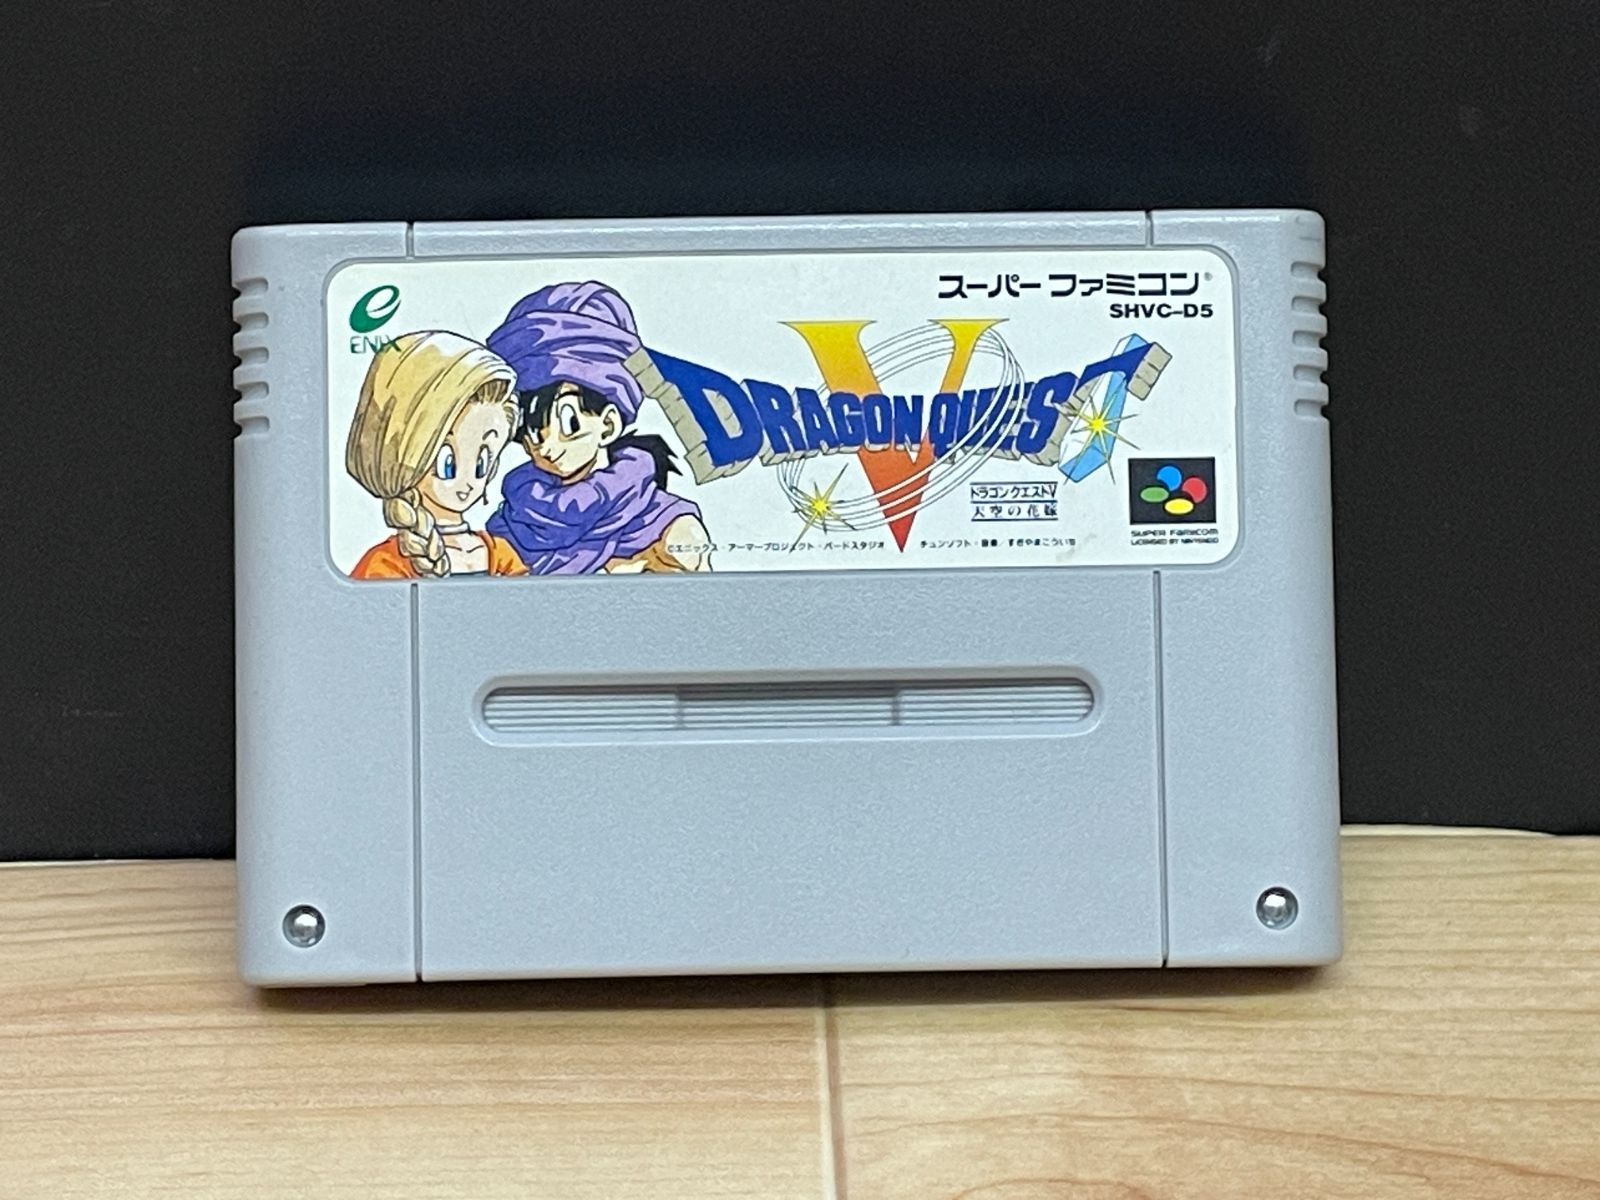 ENIX
スーパーファミコン®
SHVC-D5
DRAGON QUEST
V
ドラゴンクエストV
天空の花嫁
©エニックス・アーマープロジェクト・バードスタジオ チュンソフト・音楽/すぎやまこういち
SUPER FAMICOM
LICENSED BY NINTENDO